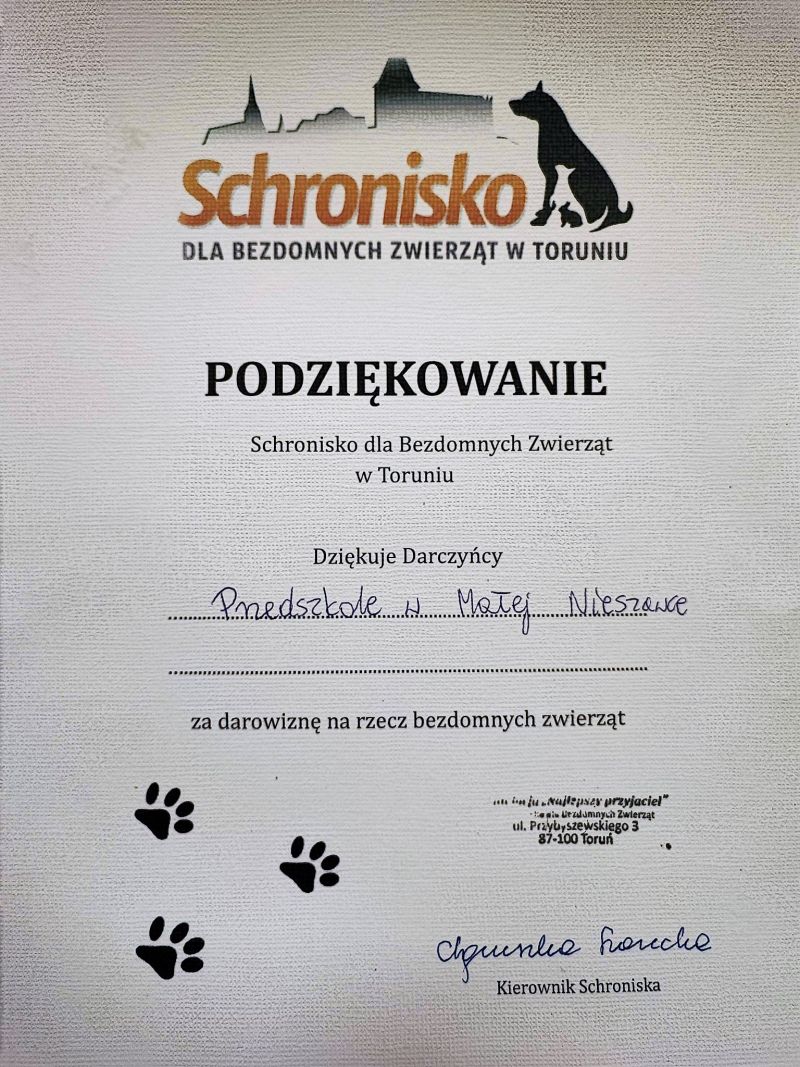 Schronisko
DLA BEZDOMNYCH ZWIERZĄT W TORUNIU
PODZIĘKOWANIE
Schronisko dla Bezdomnych Zwierząt
w Toruniu
Dziękuje Darczyńcy
Przedszkole w Małej Nieszawce
za darowiznę na rzecz bezdomnych zwierząt
„Najlepszy przyjaciel"
Bezdomnych Zwierząt
ul. Przybyszewskiego 3
87-100 Toruń
Kierownik Schroniska